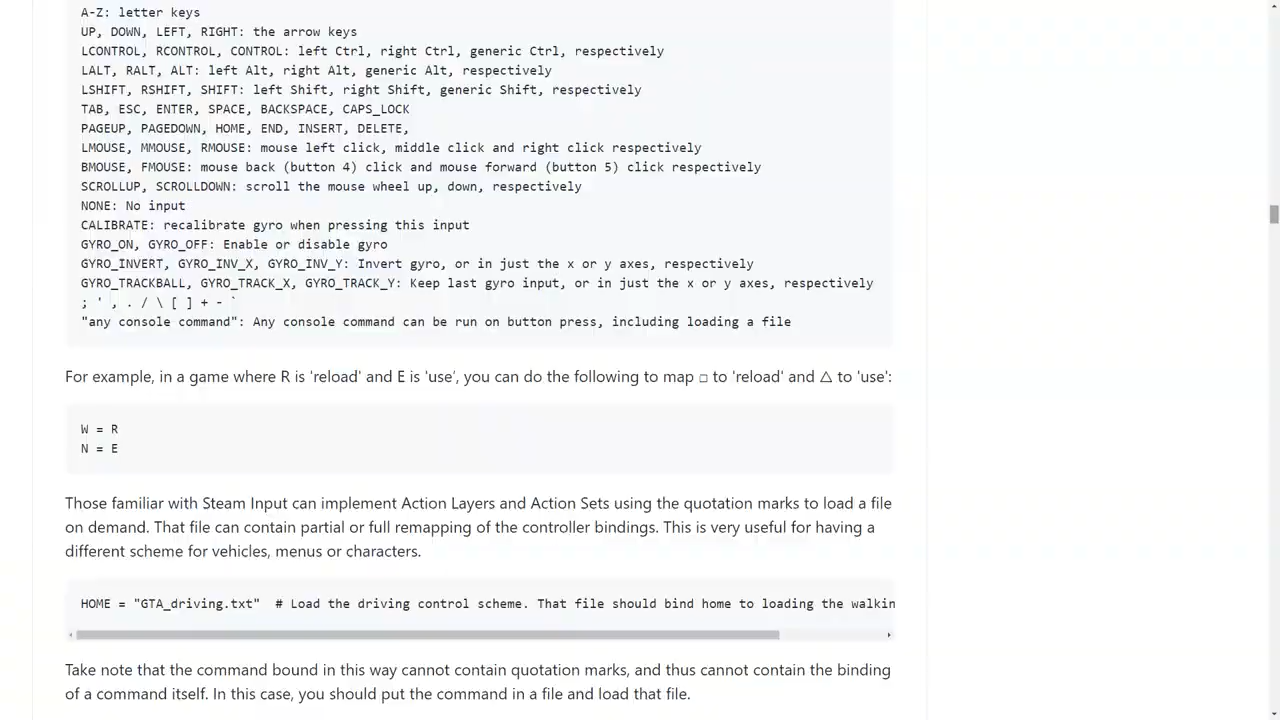 A-Z: letter keys
UP, DOWN, LEFT, RIGHT: the arrow keys
LCONTROL, RCONTROL, CONTROL: left Ctrl, right Ctrl, generic Ctrl, respectively
LALT, RALT, ALT: left Alt, right Alt, generic Alt, respectively
LSHIFT, RSHIFT, SHIFT: left Shift, right Shift, generic Shift, respectively
TAB, ESC, ENTER, SPACE, BACKSPACE, CAPS_LOCK
PAGEUP, PAGEDOWN, HOME, END, INSERT, DELETE,
LMOUSE, MMOUSE, RMOUSE: mouse left click, middle click and right click respectively
BMOUSE, FMOUSE: mouse back (button 4) click and mouse forward (button 5) click respectively
SCROLLUP, SCROLLDOWN: scroll the mouse wheel up, down, respectively
NONE: No input
CALIBRATE: recalibrate gyro when pressing this input
GYRO_ON, GYRO_OFF: Enable or disable gyro
GYRO_INVERT, GYRO_INV_X, GYRO_INV_Y: Invert gyro, or in just the x or y axes, respectively
GYRO_TRACKBALL, GYRO_TRACK_X, GYRO_TRACK_Y: Keep last gyro input, or in just the x or y axes, respectively
; ' , . / \ [ ] + - `
"any console command": Any console command can be run on button press, including loading a file
For example, in a game where R is 'reload' and E is 'use', you can do the following to map □ to 'reload' and △ to 'use':
W = R
N = E
Those familiar with Steam Input can implement Action Layers and Action Sets using the quotation marks to load a file
on demand. That file can contain partial or full remapping of the controller bindings. This is very useful for having a
different scheme for vehicles, menus or characters.
HOME = "GTA_driving.txt"  # Load the driving control scheme. That file should bind home to loading the walkin
Take note that the command bound in this way cannot contain quotation marks, and thus cannot contain the binding
of a command itself. In this case, you should put the command in a file and load that file.